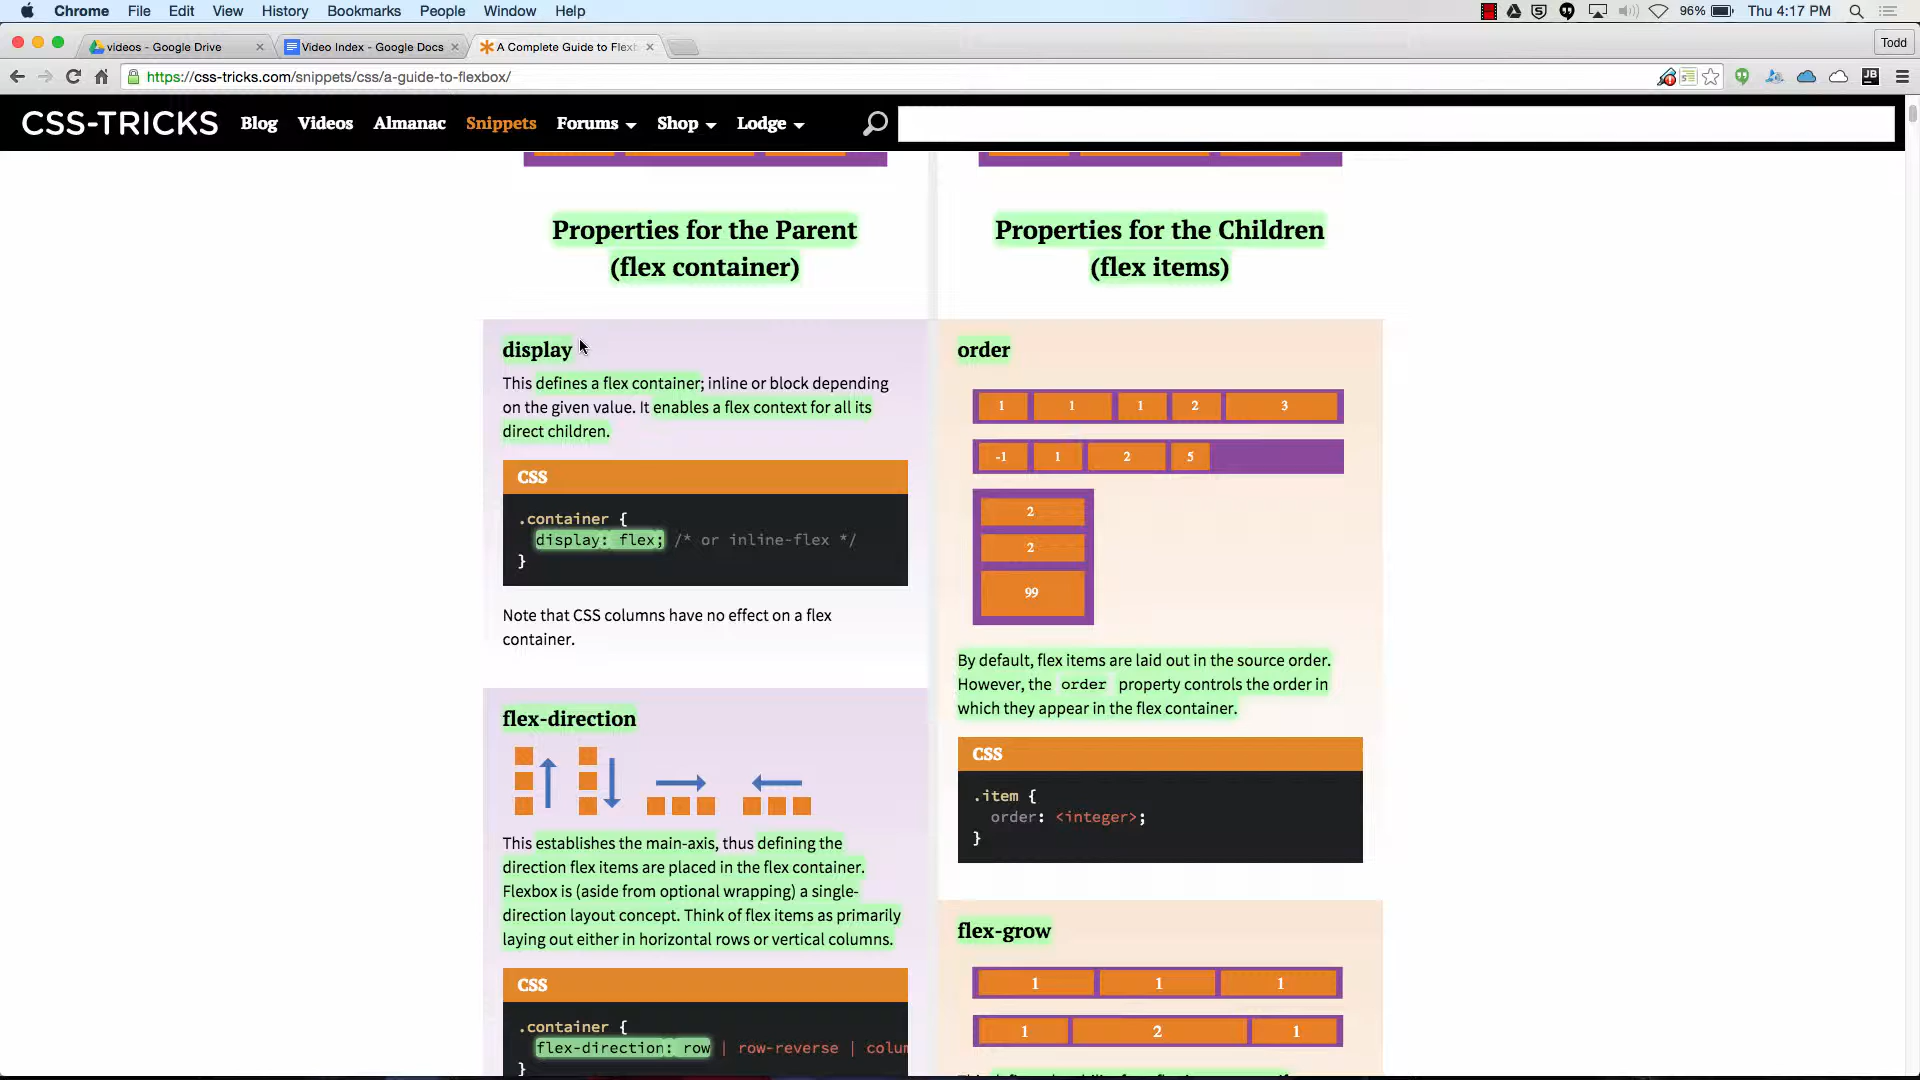 Chrome File Edit View History Bookmarks People Window Help 96% Thu 4:17 PM
videos - Google Drive Video Index - Google Docs A Complete Guide to Flexb Todd
https://css-tricks.com/snippets/css/a-guide-to-flexbox/ JB
CSS-TRICKS Blog Videos Almanac Snippets Forums Shop Lodge
Properties for the Parent
(flex container)
display
This defines a flex container; inline or block depending
on the given value. It enables a flex context for all its
direct children.
CSS
.container {
display: flex; /* or inline-flex */
}
Note that CSS columns have no effect on a flex
container.
flex-direction
This establishes the main-axis, thus defining the
direction flex items are placed in the flex container.
Flexbox is (aside from optional wrapping) a single-
direction layout concept. Think of flex items as primarily
laying out either in horizontal rows or vertical columns.
CSS
.container {
flex-direction: row | row-reverse | colum
}
Properties for the Children
(flex items)
order
1 1 1 2 3
-1 1 2 5
2
2
99
By default, flex items are laid out in the source order.
However, the order property controls the order in
which they appear in the flex container.
CSS
.item {
order: <integer>;
}
flex-grow
1 1 1
1 2 1